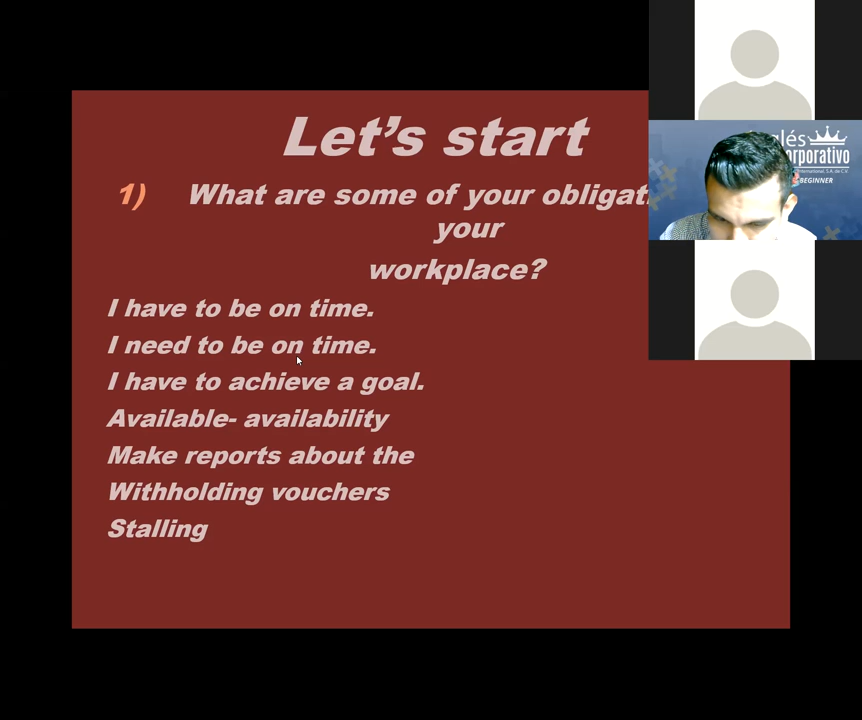 Let's start
1) What are some of your
your
workplace?
I have to be on time.
I need to be on time.
I have to achieve a goal.
Available- availability
Make reports about the
Withholding vouchers
Stalling
BEGINNER